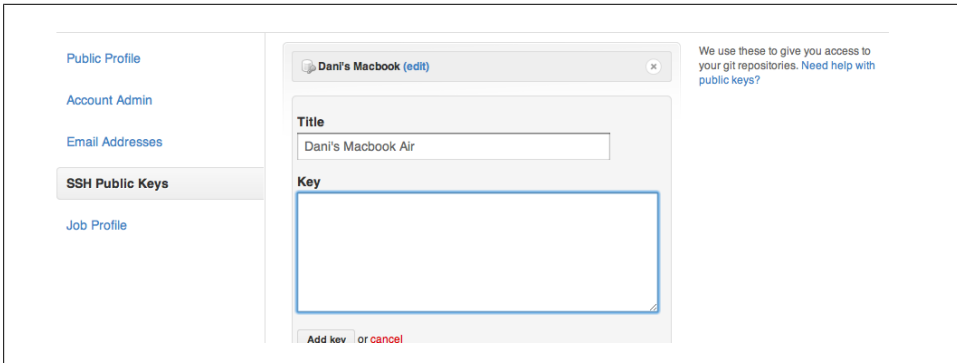 Public Profile
Account Admin
Email Addresses
SSH Public Keys
Job Profile
Dani's Macbook (edit)
Title
Dani's Macbook Air
Key
Add key or cancel
We use these to give you access to
your git repositories. Need help with
public keys?